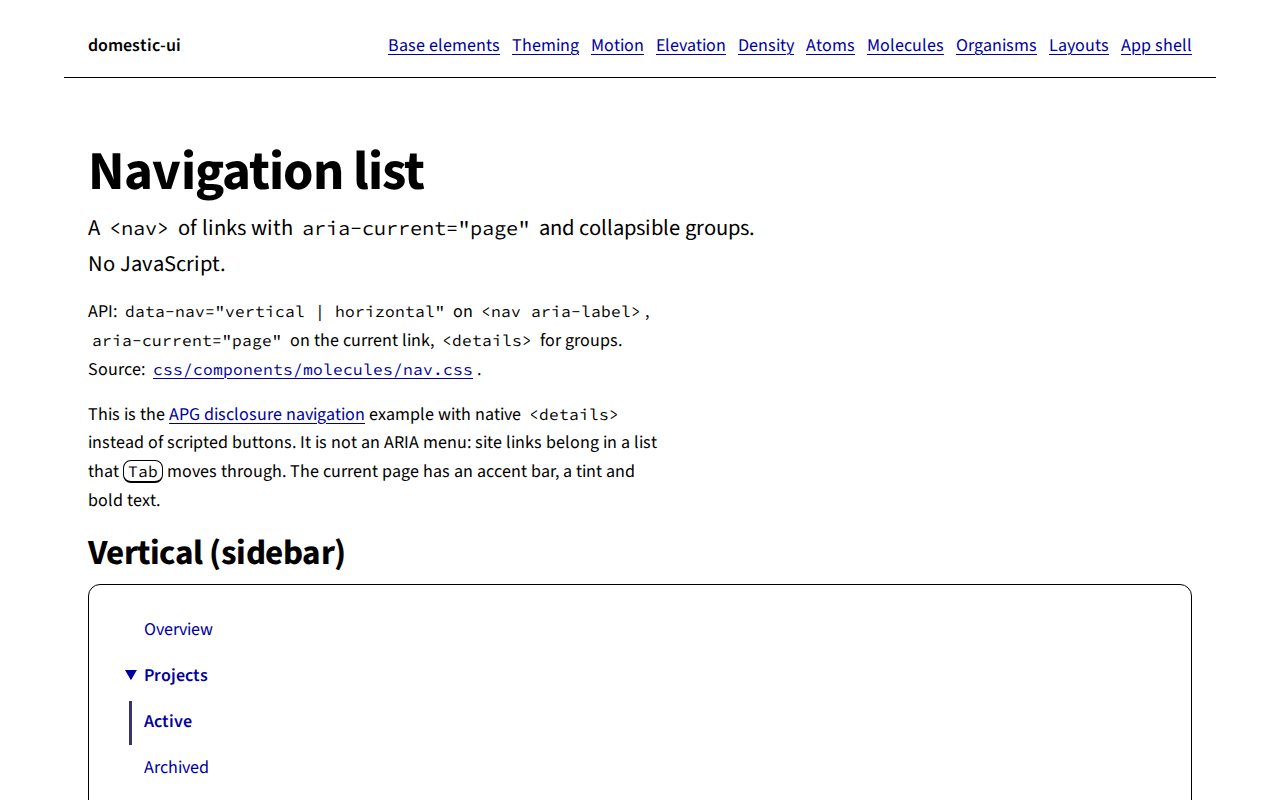 domestic-ui
Base elements Theming Motion Elevation Density Atoms Molecules Organisms Layouts App shell
Navigation list
A <nav> of links with aria-current="page" and collapsible groups.
No JavaScript.
API: data-nav="vertical | horizontal" on <nav aria-label>,
aria-current="page" on the current link, <details> for groups.
Source: css/components/molecules/nav.css.
This is the APG disclosure navigation example with native <details>
instead of scripted buttons. It is not an ARIA menu: site links belong in a list
that Tab moves through. The current page has an accent bar, a tint and
bold text.
Vertical (sidebar)
Overview
▼ Projects
Active
Archived